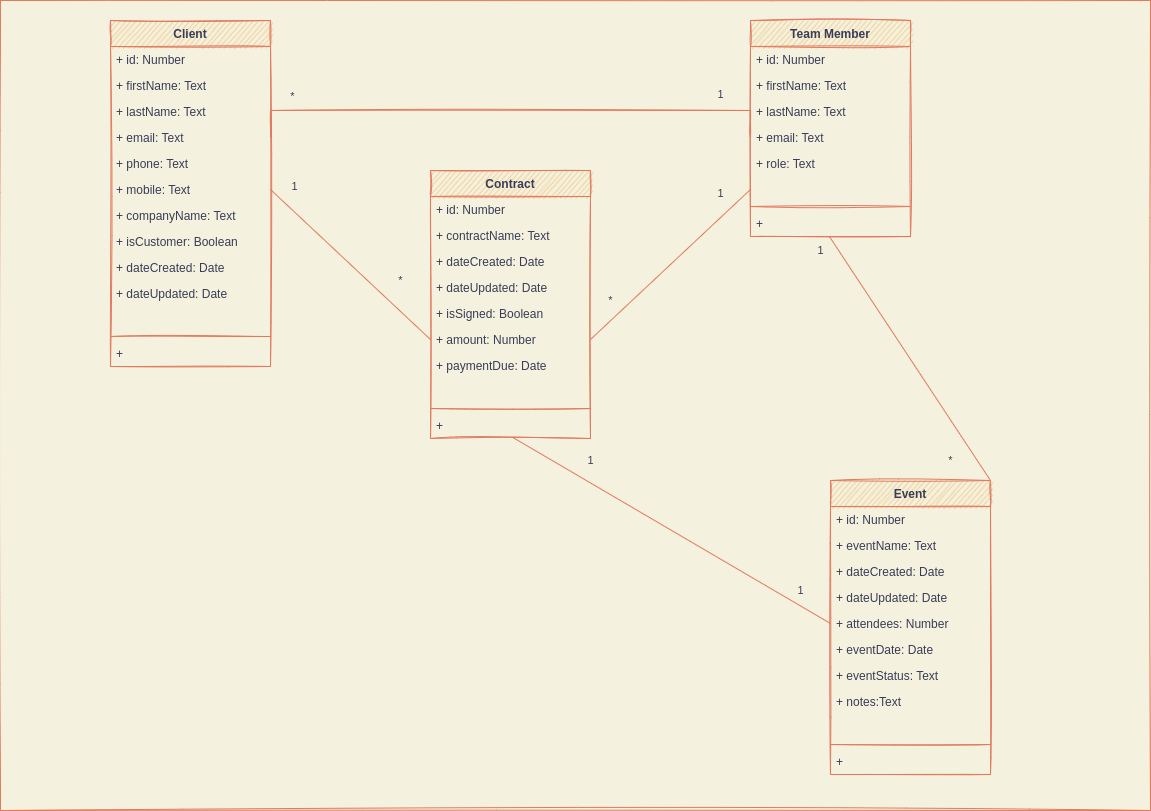 Client
+ id: Number
+ firstName: Text
+ lastName: Text
+ email: Text
+ phone: Text
+ mobile: Text
+ companyName: Text
+ isCustomer: Boolean
+ dateCreated: Date
+ dateUpdated: Date
+
*
1
Team Member
+ id: Number
+ firstName: Text
+ lastName: Text
+ email: Text
+ role: Text
+
1
*
Contract
+ id: Number
+ contractName: Text
+ dateCreated: Date
+ dateUpdated: Date
+ isSigned: Boolean
+ amount: Number
+ paymentDue: Date
+
1
*
1
*
1
1
Event
+ id: Number
+ eventName: Text
+ dateCreated: Date
+ dateUpdated: Date
+ attendees: Number
+ eventDate: Date
+ eventStatus: Text
+ notes:Text
+